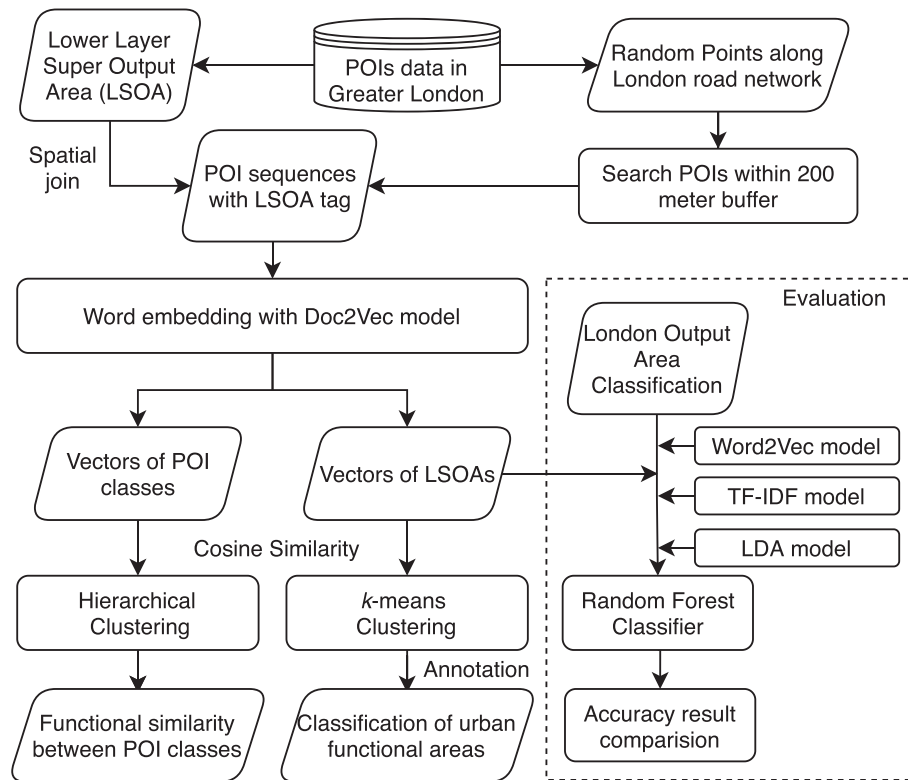 Lower Layer
Super Output
Area (LSOA)
POIs data in
Greater London
Random Points along
London road network
Spatial
join
POI sequences
with LSOA tag
Search POIs within 200
meter buffer
Word embedding with Doc2Vec model
Evaluation
London Output
Area
Classification
Vectors of POI
classes
Vectors of LSOAs
Word2Vec model
TF-IDF model
LDA model
Cosine Similarity
Hierarchical
Clustering
k-means
Clustering
Random Forest
Classifier
Annotation
Functional similarity
between POI classes
Classification of urban
functional areas
Accuracy result
comparision